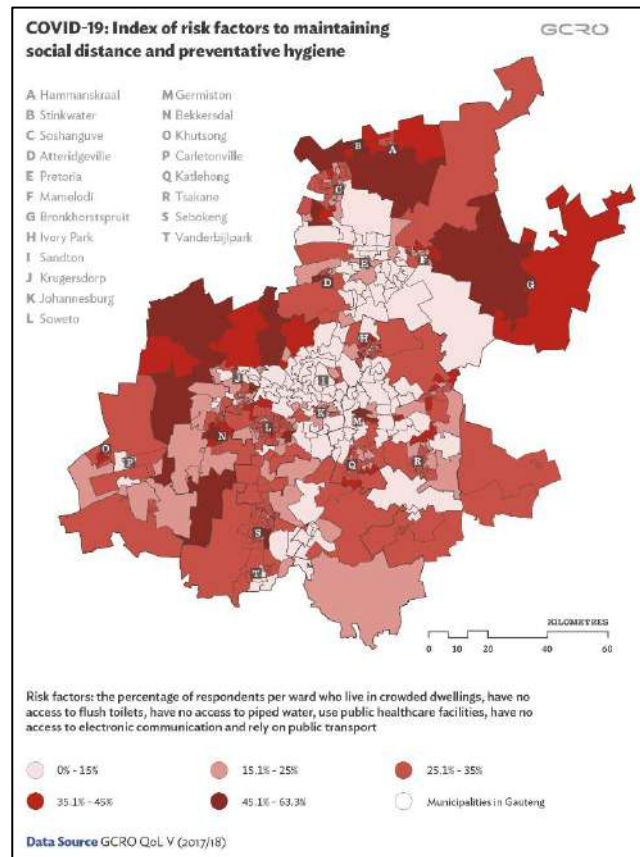 COVID-19: Index of risk factors to maintaining
social distance and preventative hygiene
GCRO
A Hammanskraal
B Stinkwater
C Soshanguve
D Atteridgeville
E Pretoria
F Mamelodi
G Bronkhorstspruit
H Ivory Park
I Sandton
J Krugersdorp
K Johannesburg
L Soweto
M Germiston
N Bekkersdal
O Khutsong
P Carletonville
Q Katlehong
R Tsakane
S Sebokeng
T Vanderbijlpark
B
A
C
E
F
D
G
H
J
I
K
M
N
L
O
P
Q
R
S
T
KILOMETRES
0 10 20 40 60
Risk factors: the percentage of respondents per ward who live in crowded dwellings, have no
access to flush toilets, have no access to piped water, use public healthcare facilities, have no
access to electronic communication and rely on public transport
0% - 15%
15.1% - 25%
25.1% - 35%
35.1% - 45%
45.1% - 63.3%
Municipalities in Gauteng
Data Source GCRO QoL V (2017/18)